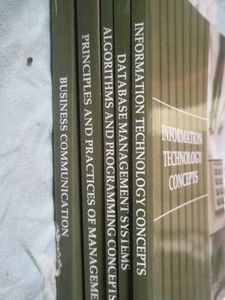 BUSINESS COMMUNICATION
PRINCIPLES AND PRACTICES OF MANAGEME
ALGORITHMS AND PROGRAMMING CONCEPTS
DATABASE MANAGEMENT SYSTEMS
INFORMATION TECHNOLOGY CONCEPTS
INFORMATION
TECHNOLOGY
CONCEPTS